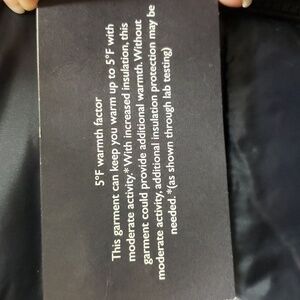 5°F warmth factor
This garment can keep you warm up to 5°F with
moderate activity.* With increased insulation, this
garment could provide additional warmth. Without
moderate activity, additional insulation protection may be
needed. *(as shown through lab testing)